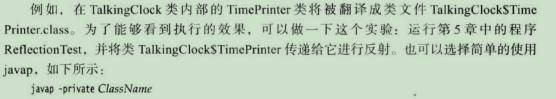 例如，在 TalkingClock 类内部的 TimePrinter 类将被翻译成类文件 TalkingClock$Time
Printer.class。为了能够看到执行的效果，可以做一下这个实验：运行第 5 章中的程序
ReflectionTest，并将类 TalkingClock$TimePrinter 传递给它进行反射。也可以选择简单的使用
javap，如下所示：
javap -private ClassName